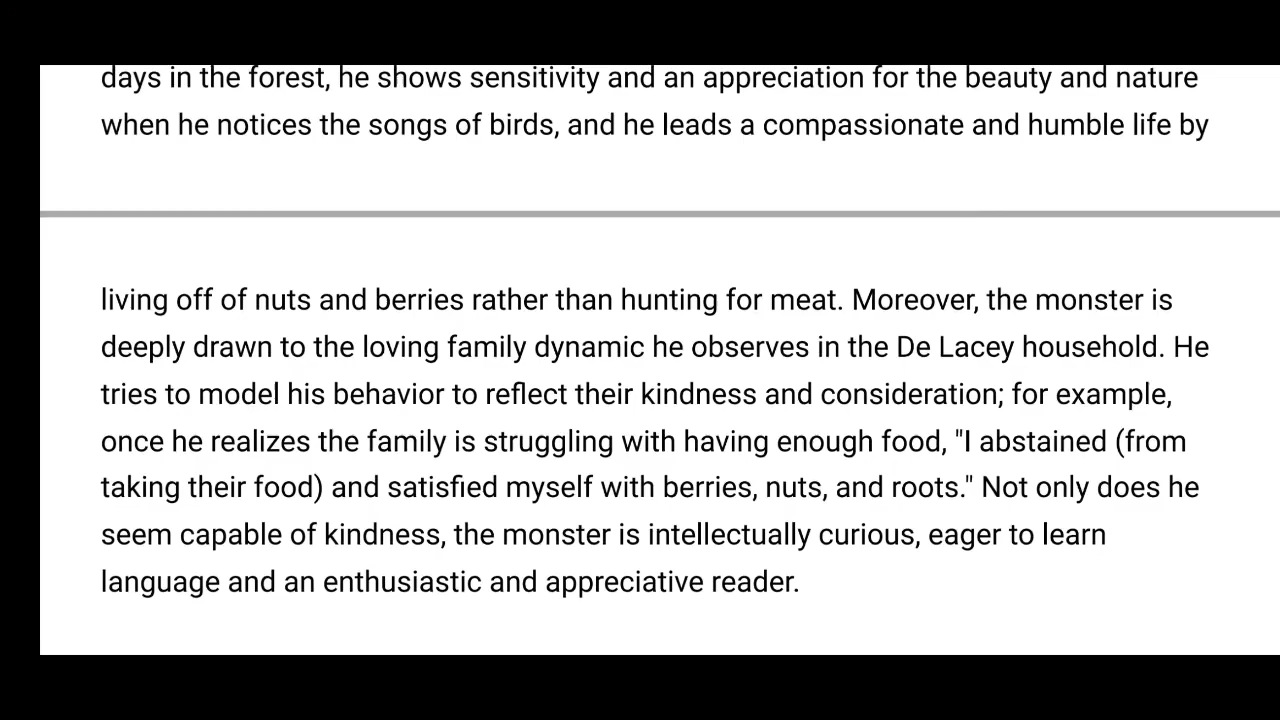 days in the forest, he shows sensitivity and an appreciation for the beauty and nature
when he notices the songs of birds, and he leads a compassionate and humble life by
living off of nuts and berries rather than hunting for meat. Moreover, the monster is
deeply drawn to the loving family dynamic he observes in the De Lacey household. He
tries to model his behavior to reflect their kindness and consideration; for example,
once he realizes the family is struggling with having enough food, "I abstained (from
taking their food) and satisfied myself with berries, nuts, and roots." Not only does he
seem capable of kindness, the monster is intellectually curious, eager to learn
language and an enthusiastic and appreciative reader.